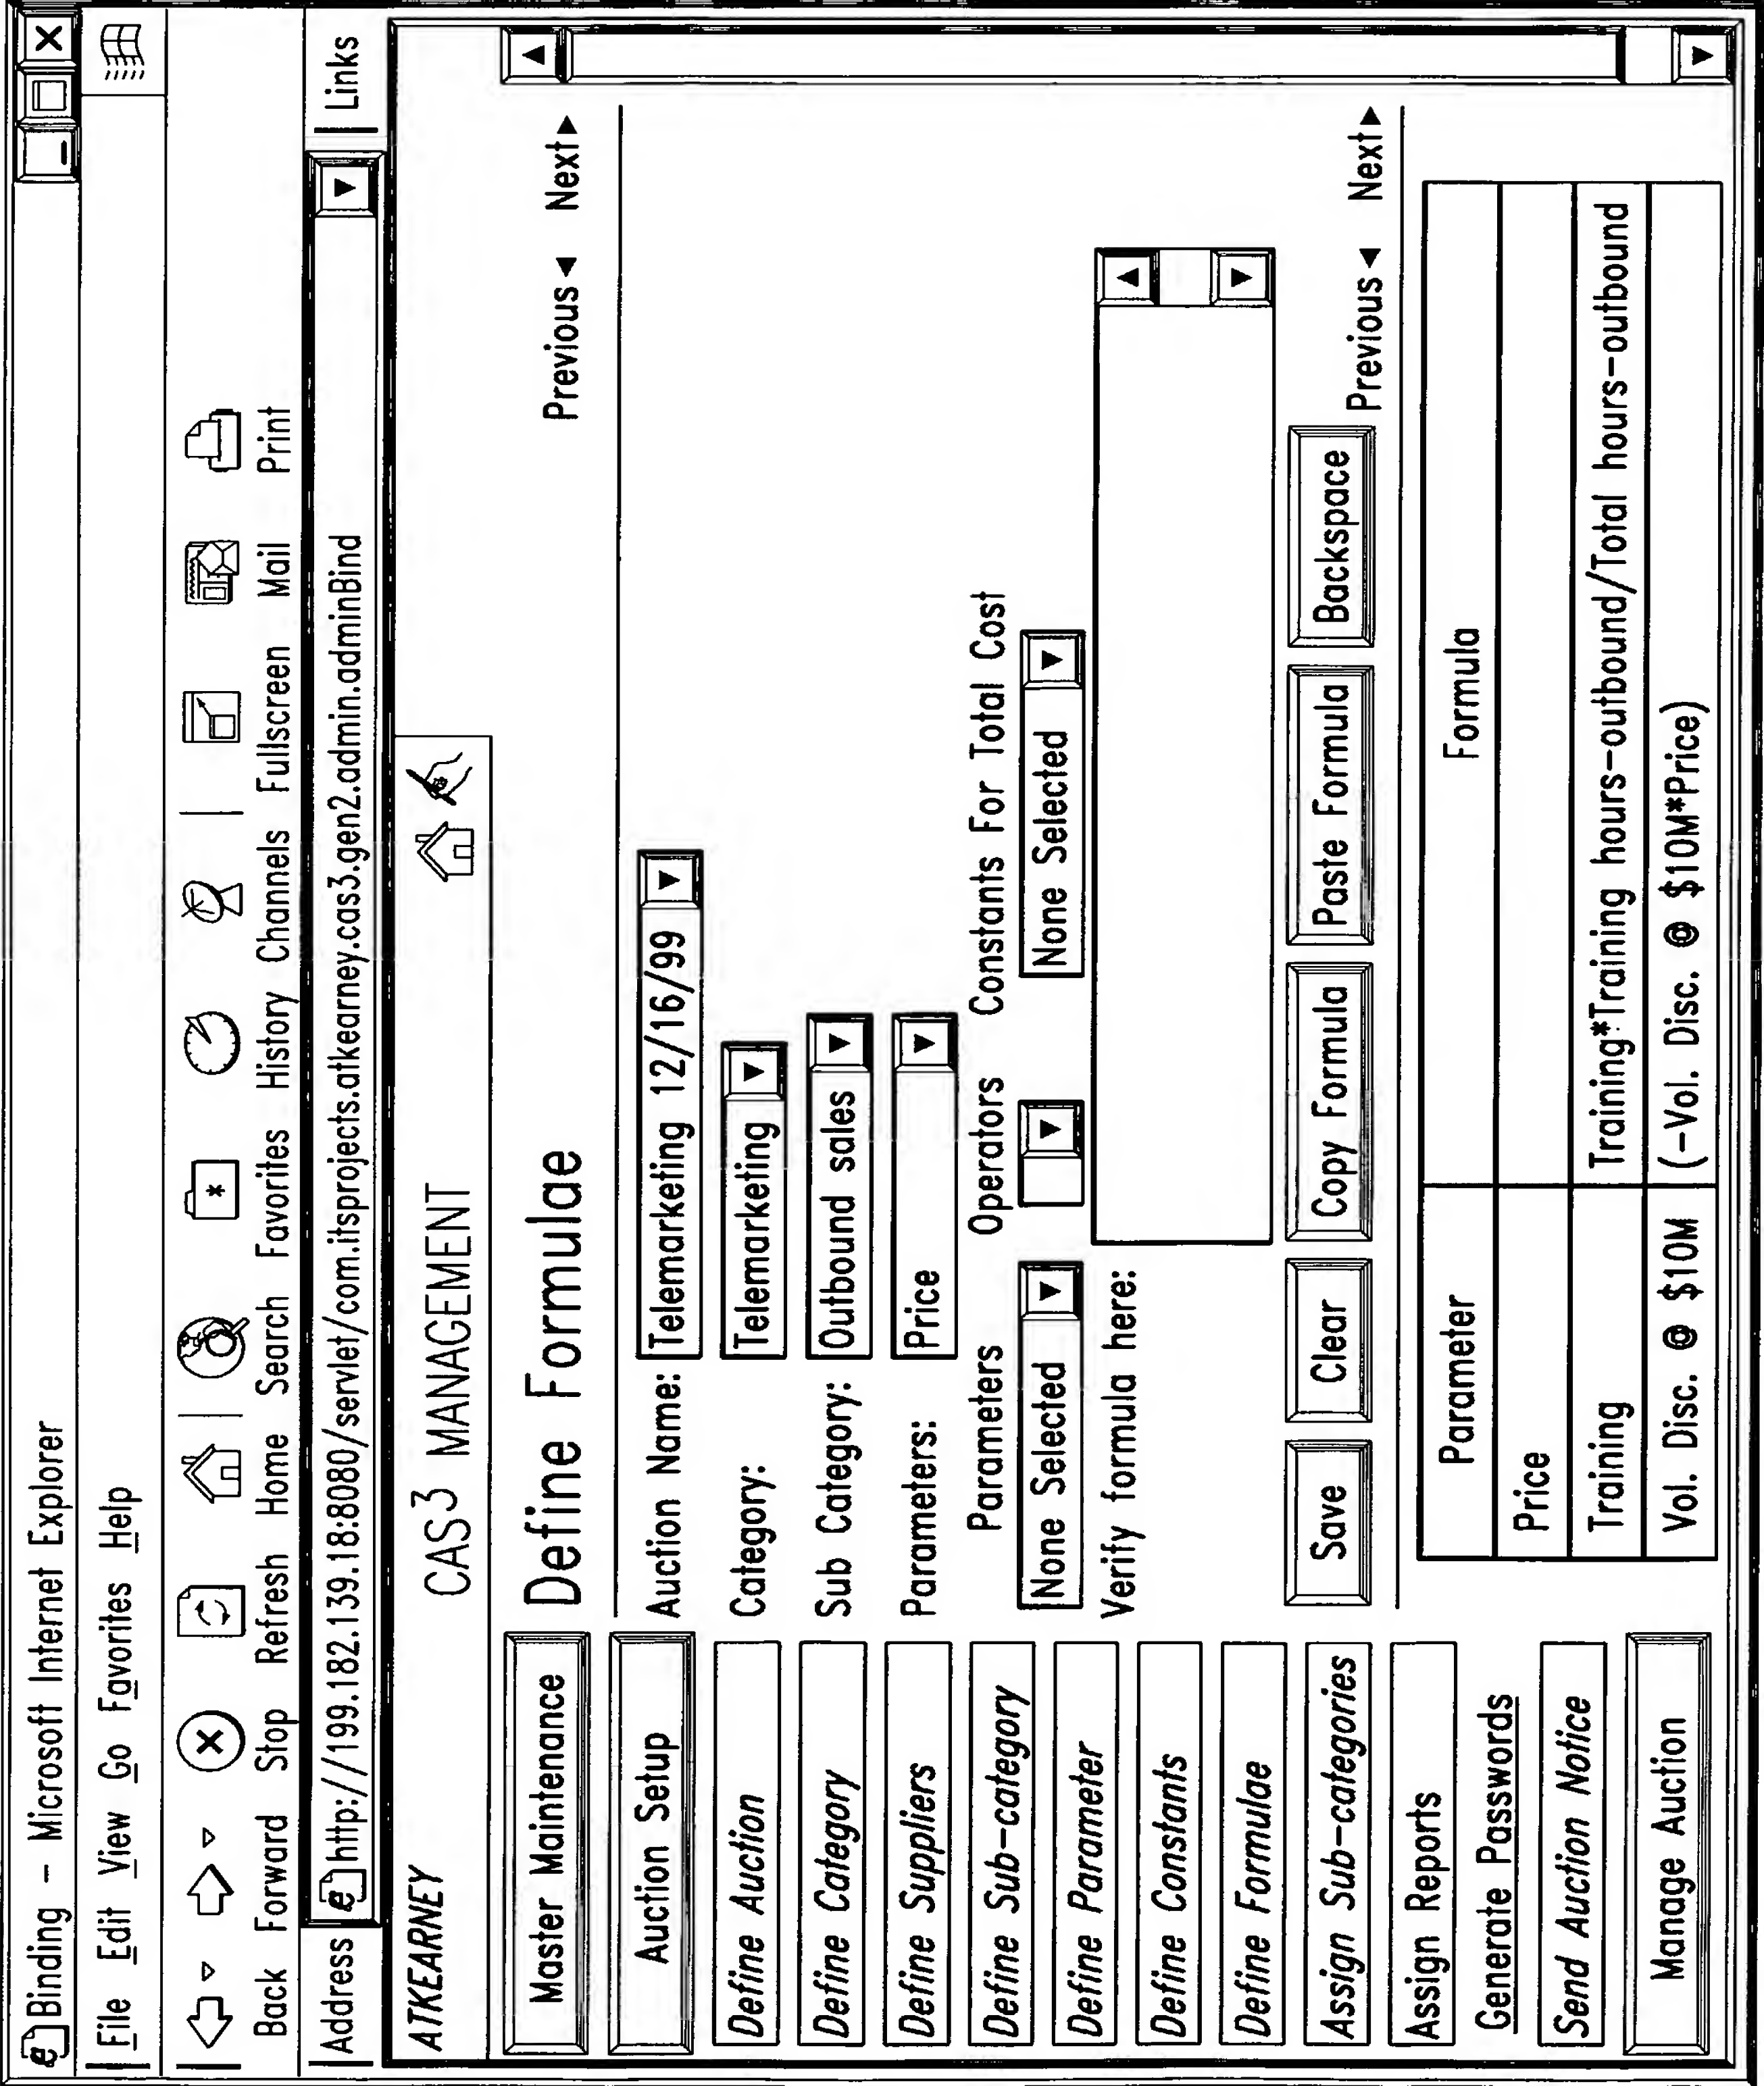 Binding - Microsoft Internet Explorer
File Edit View Go Favorites Help
Back Forward Stop Refresh Home Search Favorites History Channels Fullscreen Mail Print
Address http://199.182.139.18:8080/servlet/com.itsprojects.atkearney.cas3.gen2.admin.adminBind Links
ATKEARNEY CAS3 MANAGEMENT
Master Maintenance
Auction Setup
Define Auction
Define Category
Define Suppliers
Define Sub-category
Define Parameter
Define Constants
Define Formulae
Assign Sub-categories
Assign Reports
Generate Passwords
Send Auction Notice
Manage Auction
Define Formulae Previous Next
Auction Name: Telemarketing 12/16/99
Category: Telemarketing
Sub Category: Outbound sales
Parameters: Price
Parameters Operators Constants For Total Cost
None Selected None Selected
Verify formula here:
Save Clear Copy Formula Paste Formula Backspace
Previous Next
Parameter Formula
Price
Training Training*Training hours-outbound/Total hours-outbound
Vol. Disc. @ $10M (-Vol. Disc. @ $10M*Price)